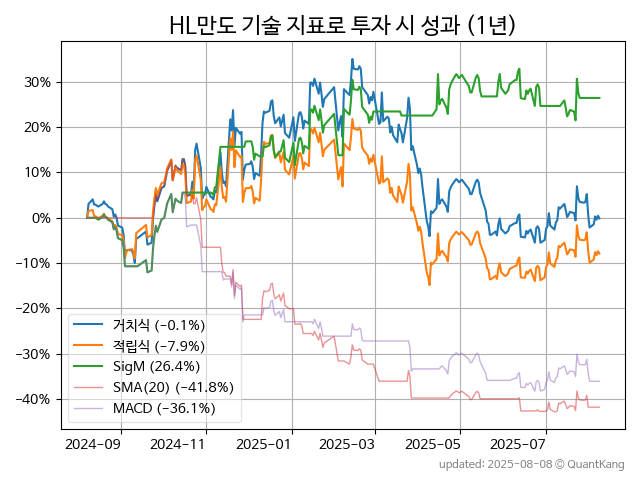 HL만도 기술 지표로 투자 시 성과 (1년)
30%
20%
10%
0%
−10%
−20%
−30%
−40%
거치식 (−0.1%)
적립식 (−7.9%)
SigM (26.4%)
SMA(20) (−41.8%)
MACD (−36.1%)
2024-09 2024-11 2025-01 2025-03 2025-05 2025-07
updated: 2025-08-08 © QuantKang